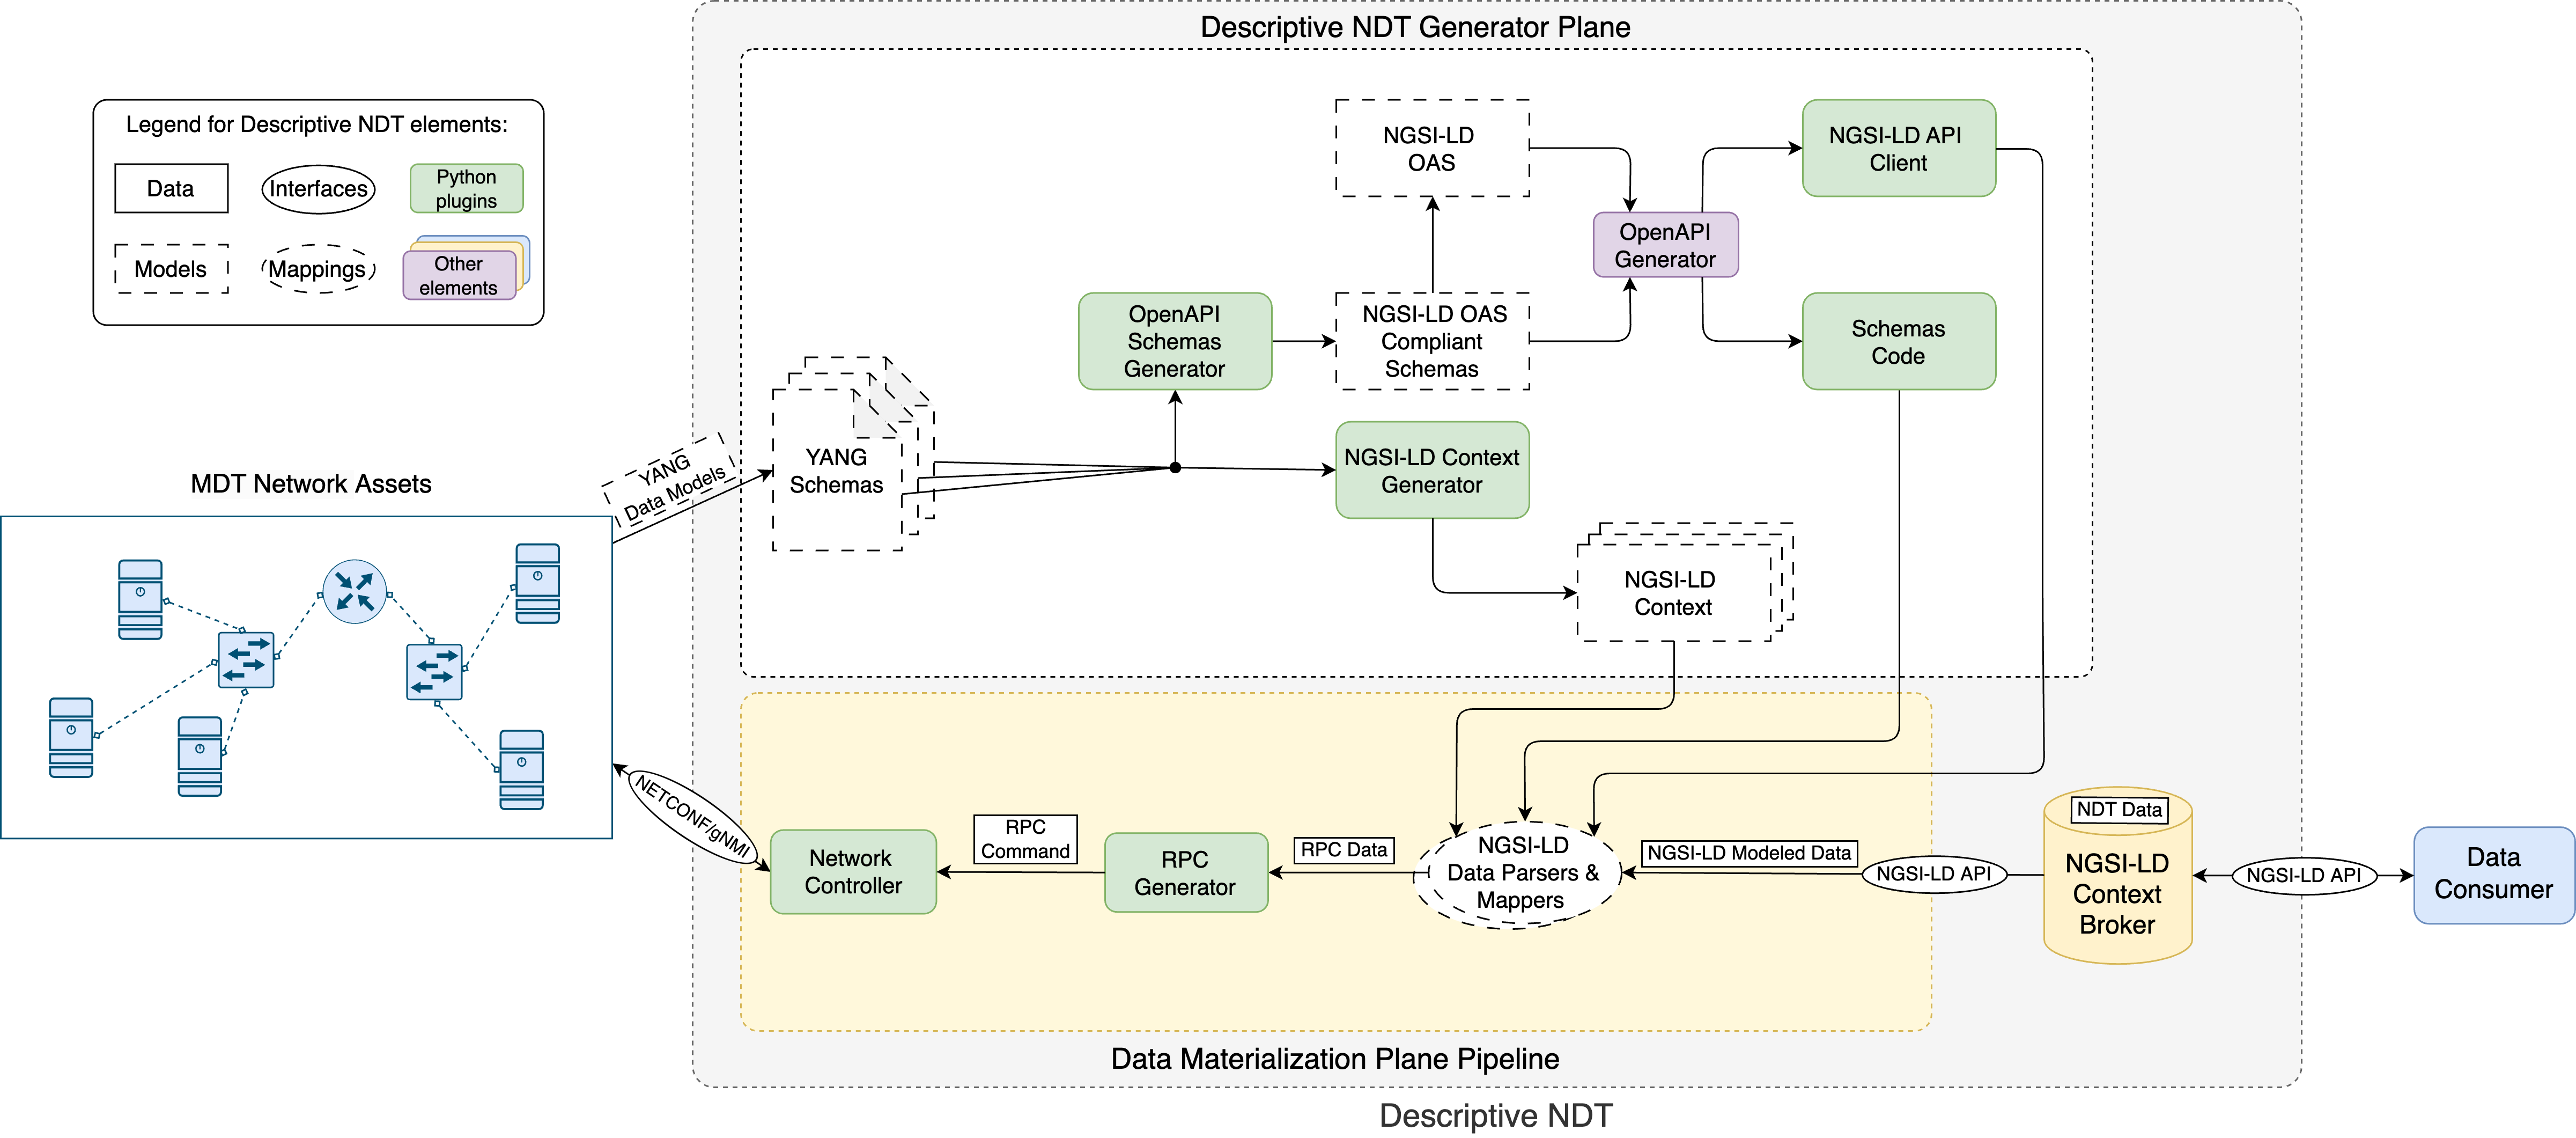 Descriptive NDT Generator Plane
Legend for Descriptive NDT elements:
Data
Interfaces
Python
plugins
Models
Mappings
Other
elements
NGSI-LD
OAS
NGSI-LD API
Client
OpenAPI
Generator
OpenAPI
Schemas
Generator
NGSI-LD OAS
Compliant
Schemas
Schemas
Code
YANG
Schemas
NGSI-LD Context
Generator
YANG
Data Models
MDT Network Assets
NGSI-LD
Context
NETCONF/gNMI
Network
Controller
RPC
Command
RPC
Generator
RPC Data
NGSI-LD
Data Parsers &
Mappers
NGSI-LD Modeled Data
NGSI-LD API
NDT Data
NGSI-LD
Context
Broker
NGSI-LD API
Data
Consumer
Data Materialization Plane Pipeline
Descriptive NDT